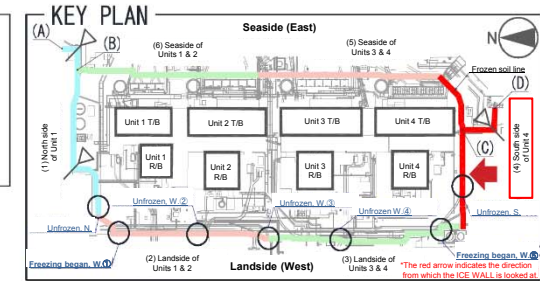 KEY PLAN
Seaside (East)
N
(A)
(B)
(6) Seaside of
Units 1 & 2
(5) Seaside of
Units 3 & 4
Frozen soil line
(D)
(C)
(1) North side
of Unit 1
(4) South side
of Unit 4
Unit 1 T/B
Unit 2 T/B
Unit 3 T/B
Unit 4 T/B
Unit 1
R/B
Unit 2
R/B
Unit 3
R/B
Unit 4
R/B
Unfrozen, W.②
Unfrozen, W.③
Unfrozen W.④
Unfrozen, N.
Unfrozen, S.
Freezing began, W.①
(2) Landside of
Units 1 & 2
Landside (West)
(3) Landside of
Units 3 & 4
Freezing began, W.⑤
*The red arrow indicates the direction
from which the ICE WALL is looked at.